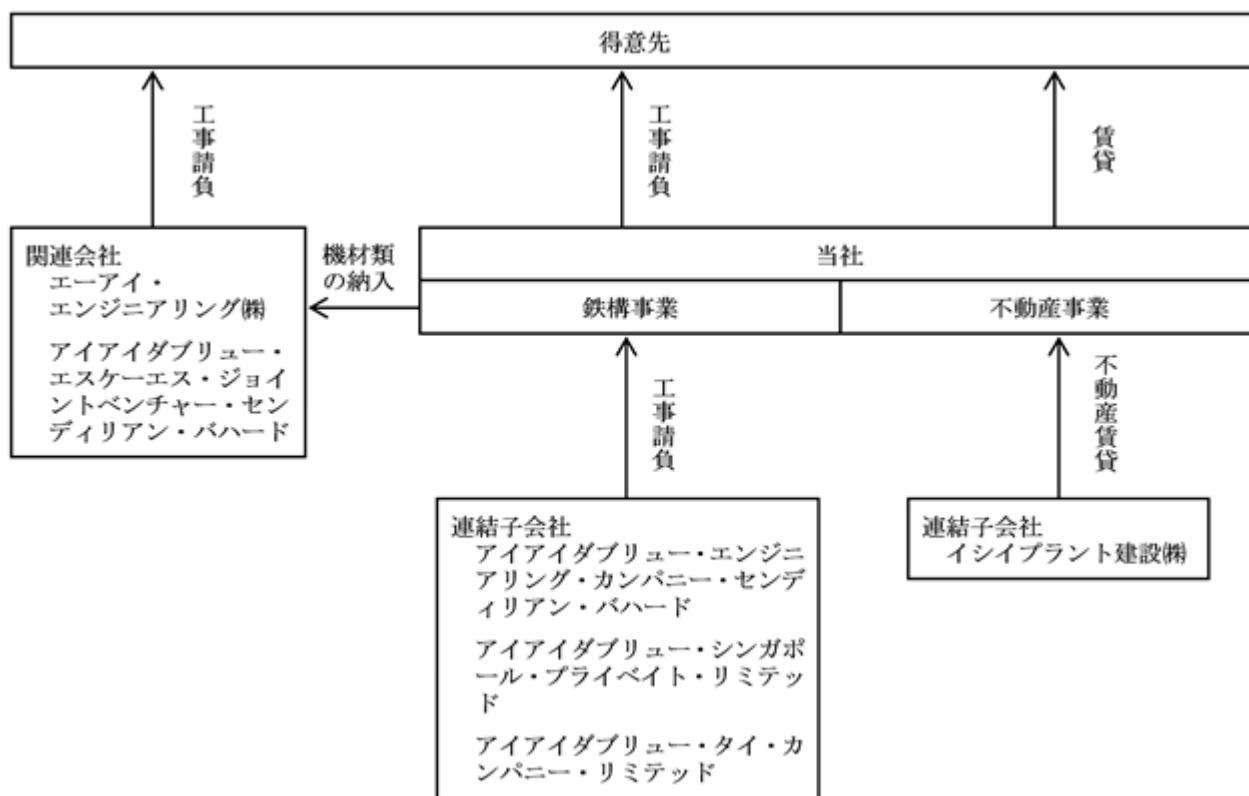 得意先
工事請負
工事請負
賃貸
関連会社
エーアイ・
エンジニアリング㈱
アイアイダブリュー・
エスケーエス・ジョイ
ントベンチャー・セン
ディリアン・バハード
機材類
の納入
当社
鉄構事業
不動産事業
工事請負
不動産賃貸
連結子会社
アイアイダブリュー・エンジニ
アリング・カンパニー・センデ
ィリアン・バハード
アイアイダブリュー・シンガポ
ール・プライベイト・リミテッ
ド
アイアイダブリュー・タイ・カ
ンパニー・リミテッド
連結子会社
イシイプラント建設㈱